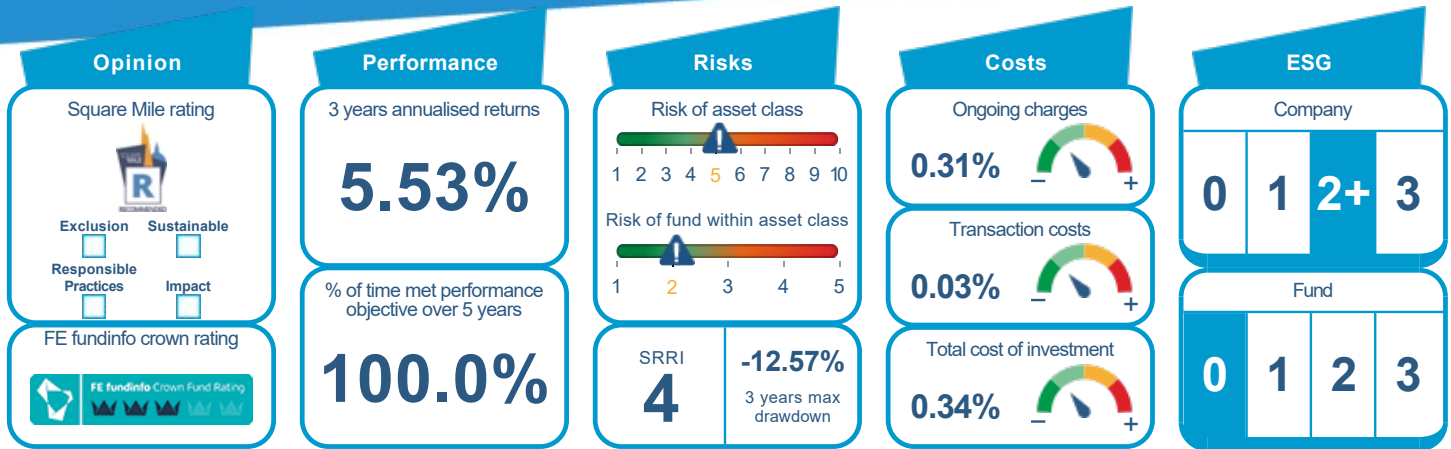 Opinion
Square Mile rating
R
RECOMMENDED
Exclusion
Sustainable
Responsible
Practices
Impact
FE fundinfo crown rating
FE fundinfo Crown Fund Rating
Performance
3 years annualised returns
5.53%
% of time met performance
objective over 5 years
100.0%
Risks
Risk of asset class
!
1 2 3 4 5 6 7 8 9 10
Risk of fund within asset class
!
1 2 3 4 5
SRRI
4
-12.57%
3 years max
drawdown
Costs
Ongoing charges
0.31%
– +
Transaction costs
0.03%
– +
Total cost of investment
0.34%
– +
ESG
Company
0 1 2+ 3
Fund
0 1 2 3